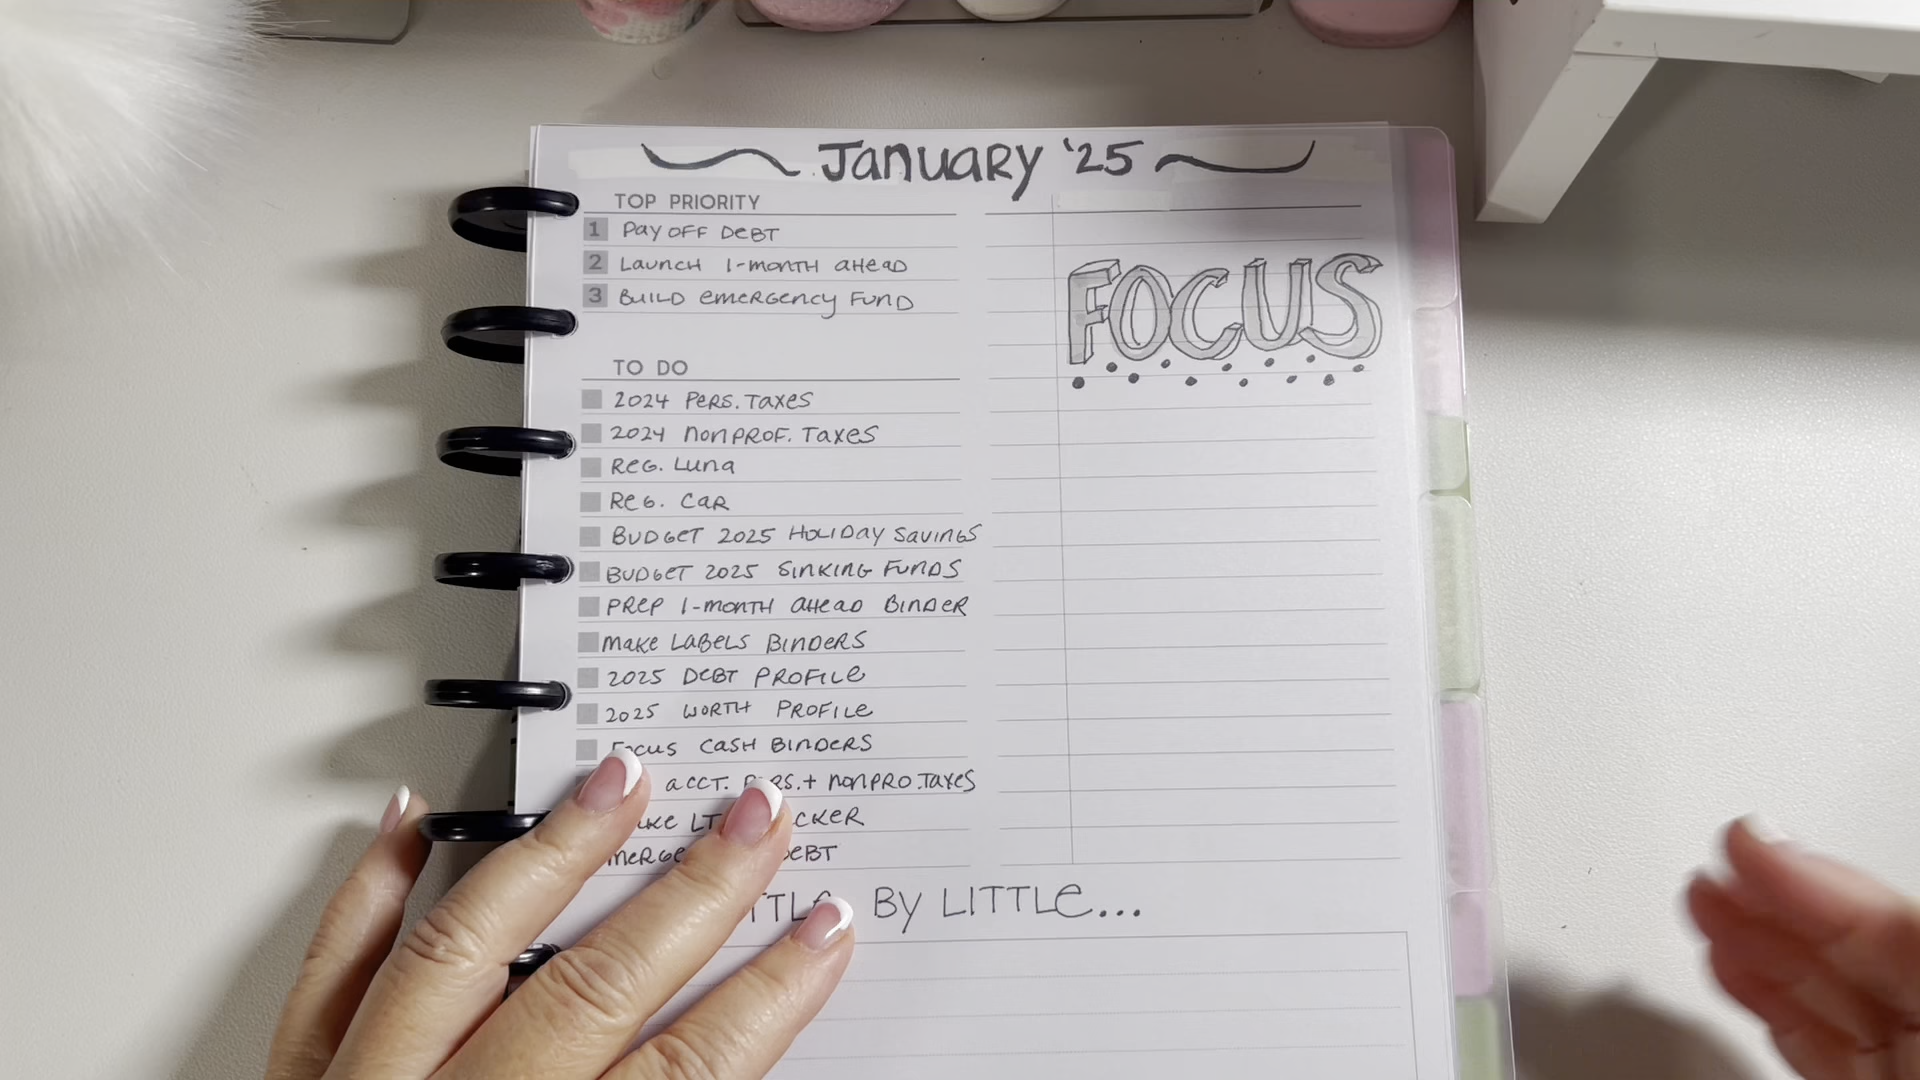 January '25
TOP PRIORITY
1 Pay off Debt
2 Launch 1-month ahead
3 Build emergency Fund
FOCUS
TO DO
2024 Pers. Taxes
2024 nonprof. Taxes
Reg. Luna
Reg. Car
Budget 2025 Holiday Savings
Budget 2025 Sinking Funds
Prep 1-month ahead Binder
make Labels Binders
2025 Debt Profile
2025 Worth Profile
Focus Cash Binders
acct. Pers. + nonpro. Taxes
Debt
By Little...